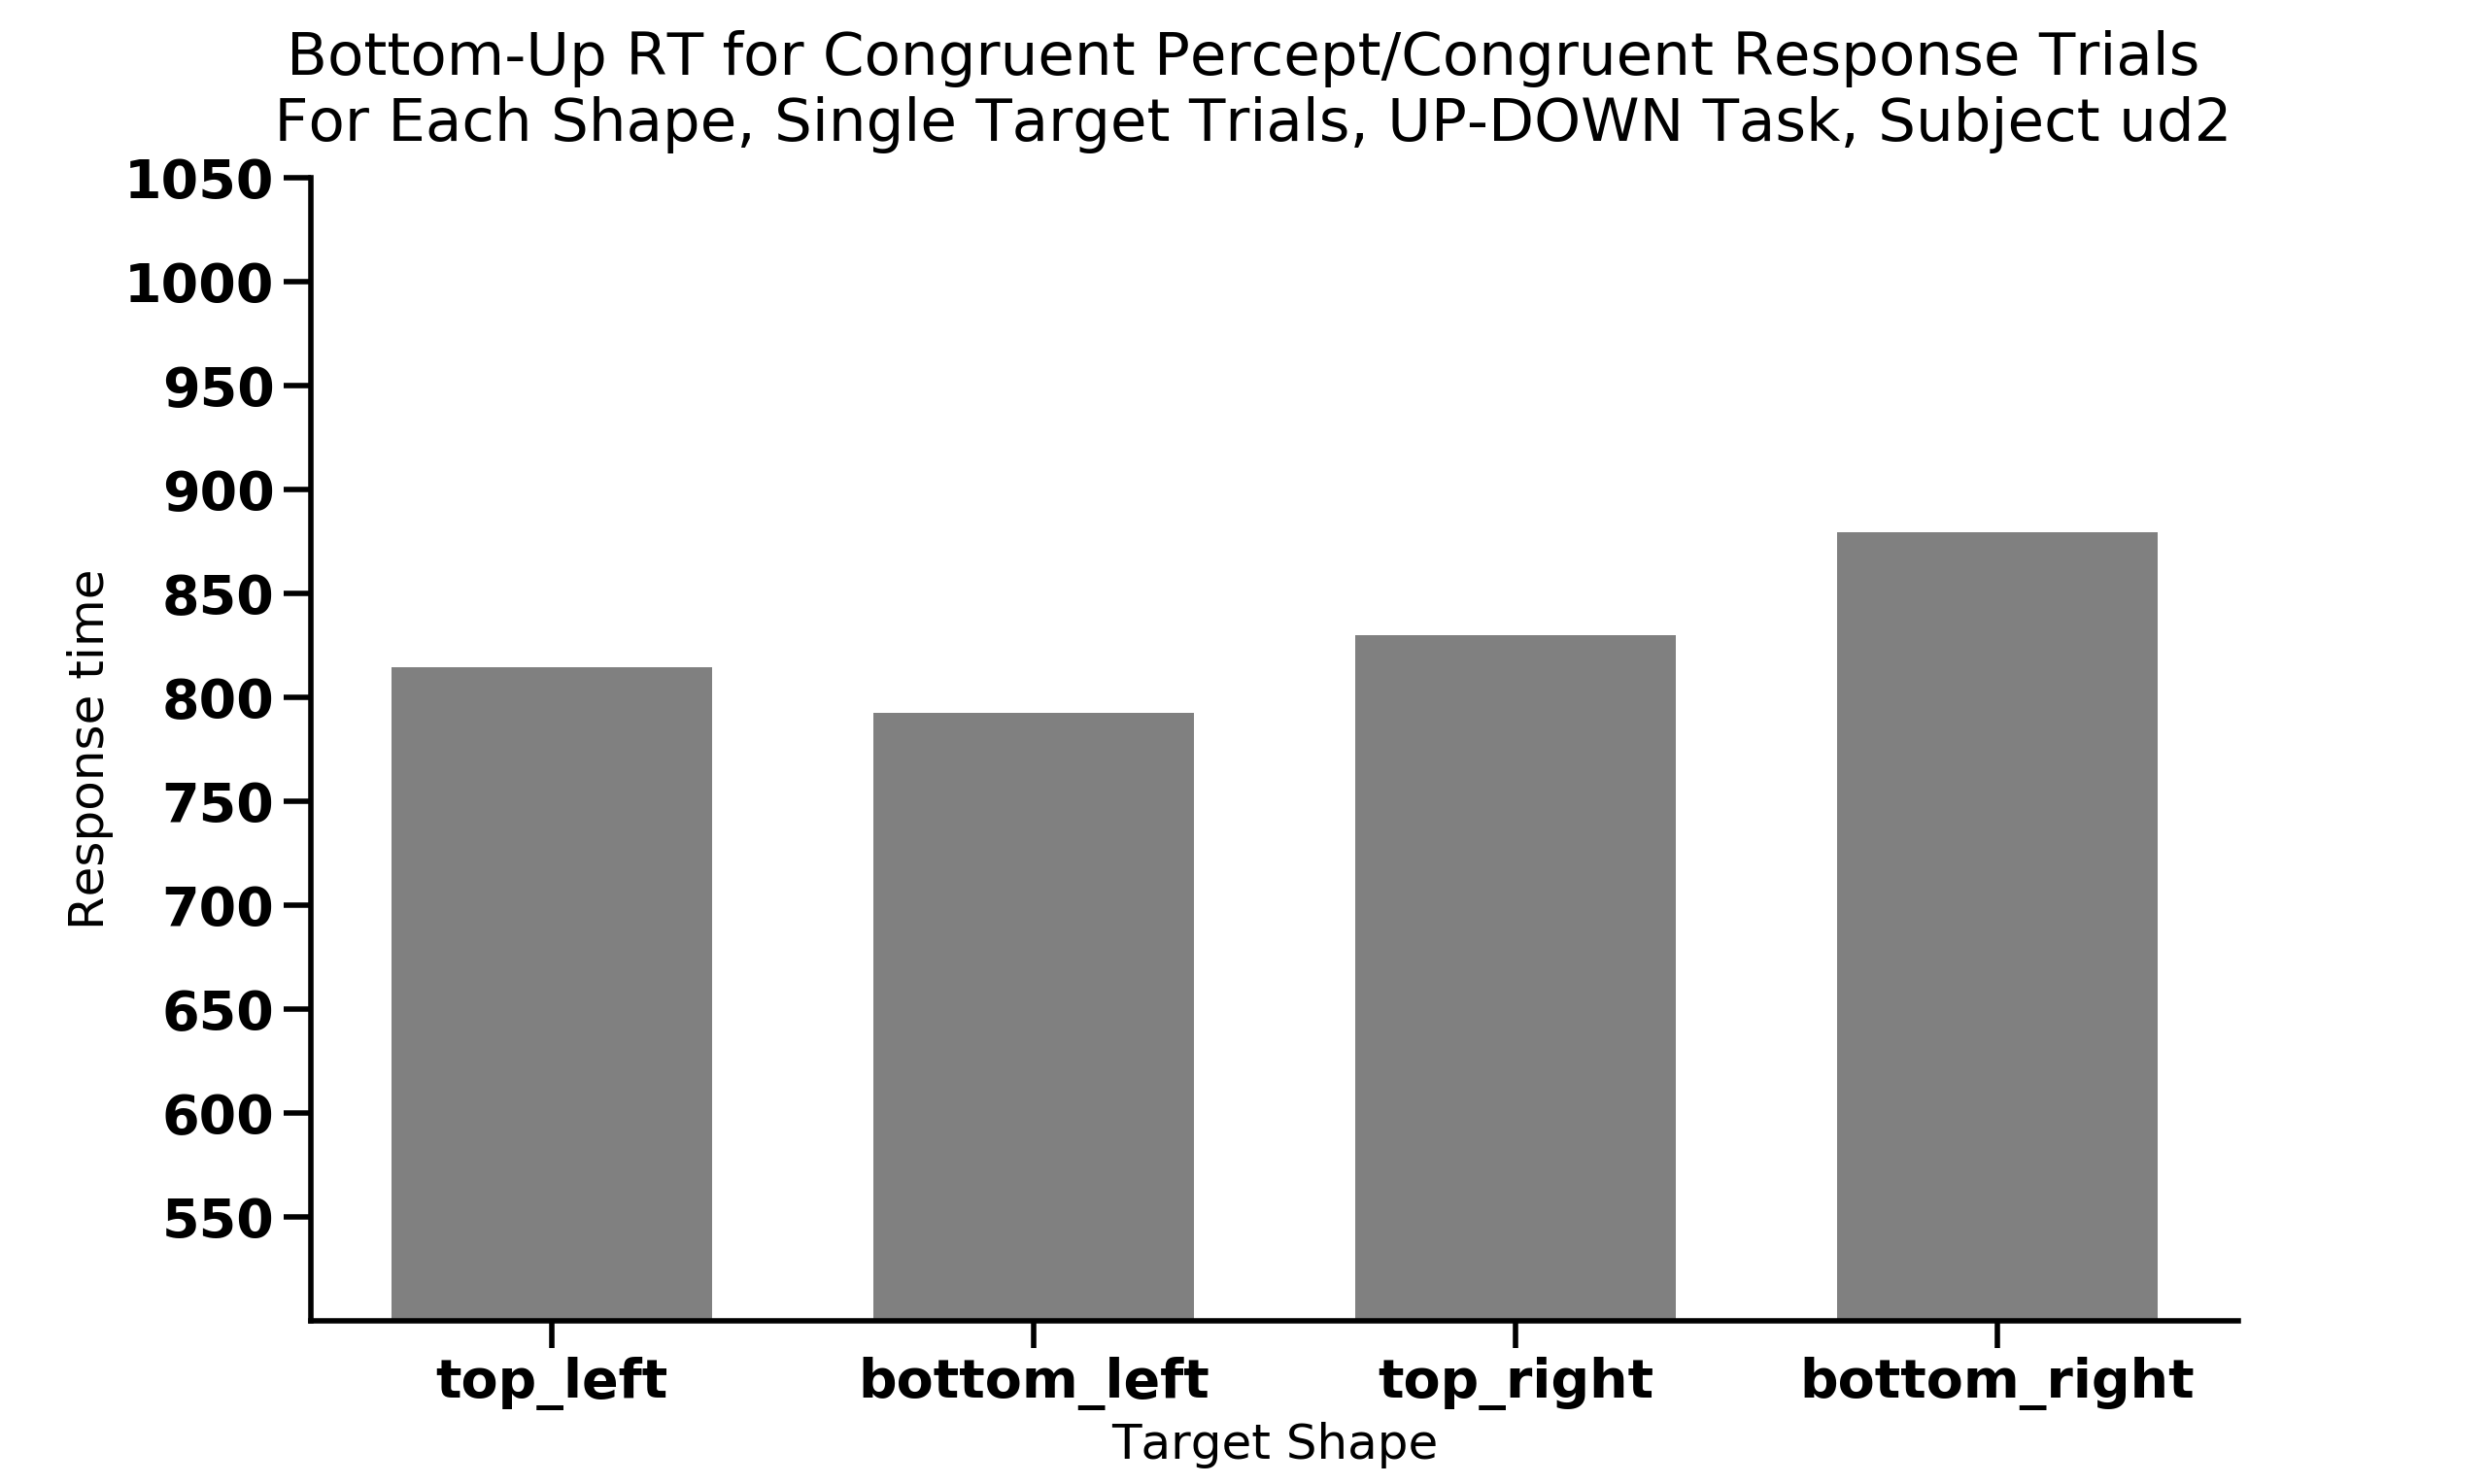 Bottom-Up RT for Congruent Percept/Congruent Response Trials
For Each Shape, Single Target Trials, UP-DOWN Task, Subject ud2
1050
1000
950
900
850
800
750
700
650
600
550
Response time
top_left bottom_left top_right bottom_right
Target Shape